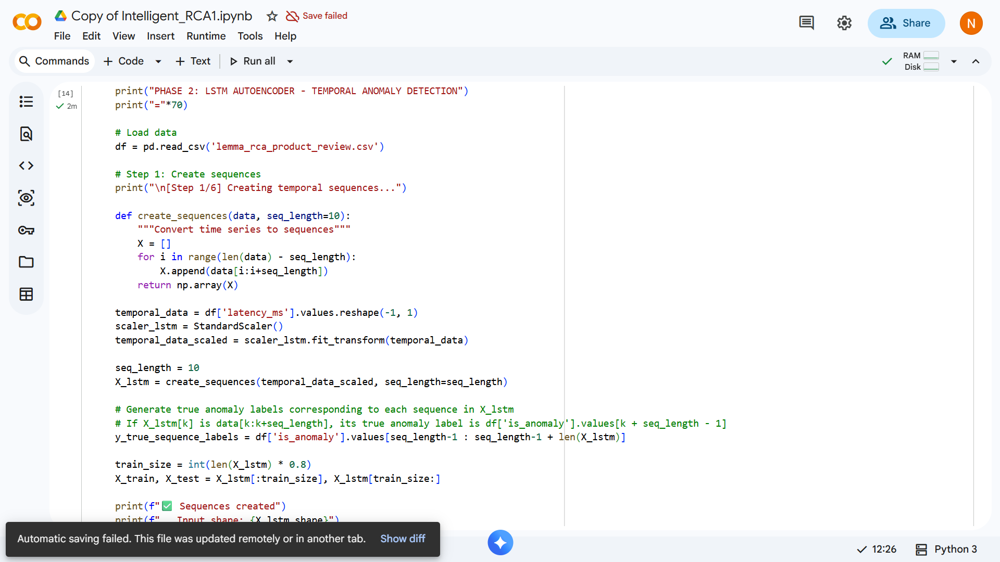 Copy of Intelligent_RCA1.ipynb
Save failed
File Edit View Insert Runtime Tools Help
Share
N
Commands + Code + Text Run all
RAM
Disk
[14]
2m
print("PHASE 2: LSTM AUTOENCODER - TEMPORAL ANOMALY DETECTION")
print("="*70)
# Load data
df = pd.read_csv('lemma_rca_product_review.csv')
# Step 1: Create sequences
print("\n[Step 1/6] Creating temporal sequences...")
def create_sequences(data, seq_length=10):
    """Convert time series to sequences"""
    X = []
    for i in range(len(data) - seq_length):
        X.append(data[i:i+seq_length])
    return np.array(X)
temporal_data = df['latency_ms'].values.reshape(-1, 1)
scaler_lstm = StandardScaler()
temporal_data_scaled = scaler_lstm.fit_transform(temporal_data)
seq_length = 10
X_lstm = create_sequences(temporal_data_scaled, seq_length=seq_length)
# Generate true anomaly labels corresponding to each sequence in X_lstm
# If X_lstm[k] is data[k:k+seq_length], its true anomaly label is df['is_anomaly'].values[k + seq_length - 1]
y_true_sequence_labels = df['is_anomaly'].values[seq_length-1 : seq_length-1 + len(X_lstm)]
train_size = int(len(X_lstm) * 0.8)
X_train, X_test = X_lstm[:train_size], X_lstm[train_size:]
print(f"✅ Sequences created")
print(f"   Input shape: {X_lstm.shape}")
Automatic saving failed. This file was updated remotely or in another tab. Show diff
12:26
Python 3